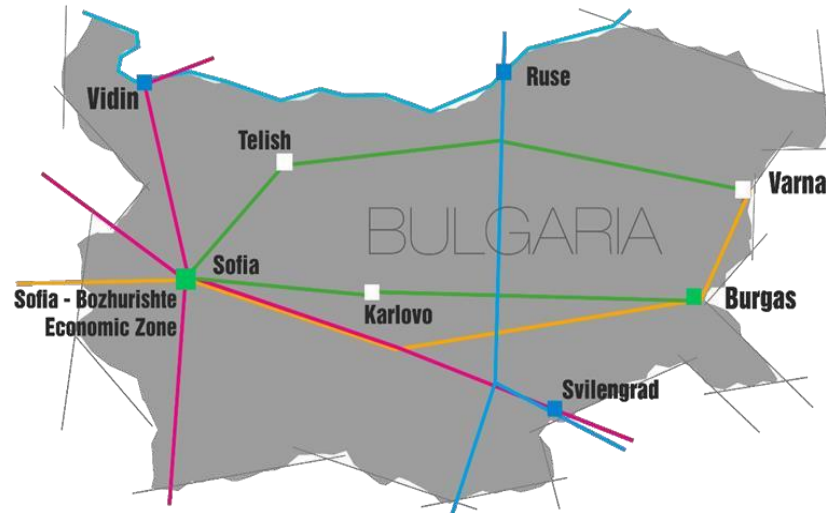 Vidin
Ruse
Telish
Varna
BULGARIA
Sofia
Sofia - Bozhurishte
Economic Zone
Karlovo
Burgas
Svilengrad